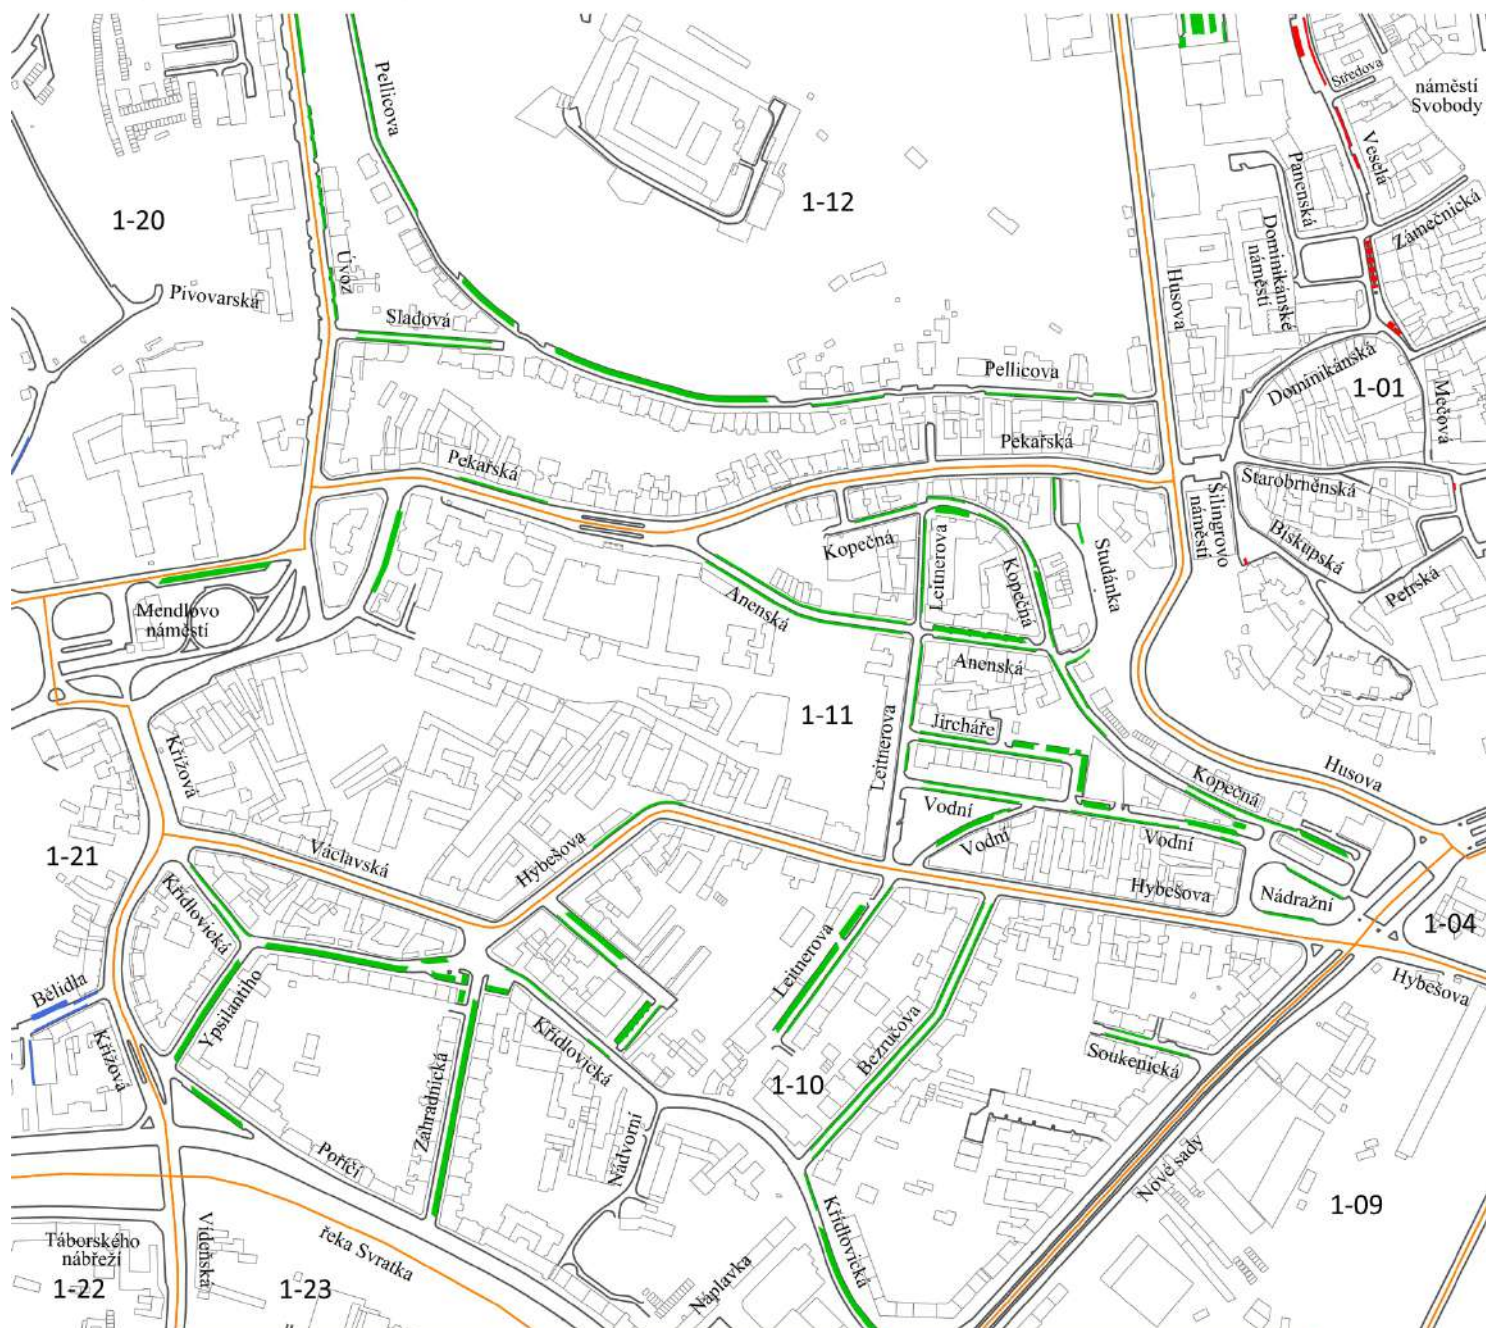 Pellicova
Středova
náměstí
Svobody
Veselá
Panenská
1-12
1-20
Zámečnická
Dominikánské
náměstí
Úvoz
Pivovarská
Husova
Sladová
Pellicova
Dominikánská
1-01
Mečová
Pekařská
Pekařská
Starobrněnská
Šilingrovo
náměstí
Biskupská
Kopečná
Leitnerova
Kopečná
Studánka
Petrská
Mendlovo
náměstí
Anenská
Anenská
1-11
Jircháře
Leitnerova
Křížová
Husova
Kopečná
Vodní
Vodní
Vodní
Hybešova
Václavská
1-21
Křídlovická
Hybešova
Nádražní
1-04
Leitnerova
Bělidla
Ypsilantiho
Hybešova
Křížová
Křídlovická
Bezručova
Soukenická
1-10
Zahradnická
Poříčí
Nádvorní
Nové sady
1-09
Křídlovická
Vídeňská
Táborského
nábřeží
řeka Svratka
1-22
1-23
Náplavka